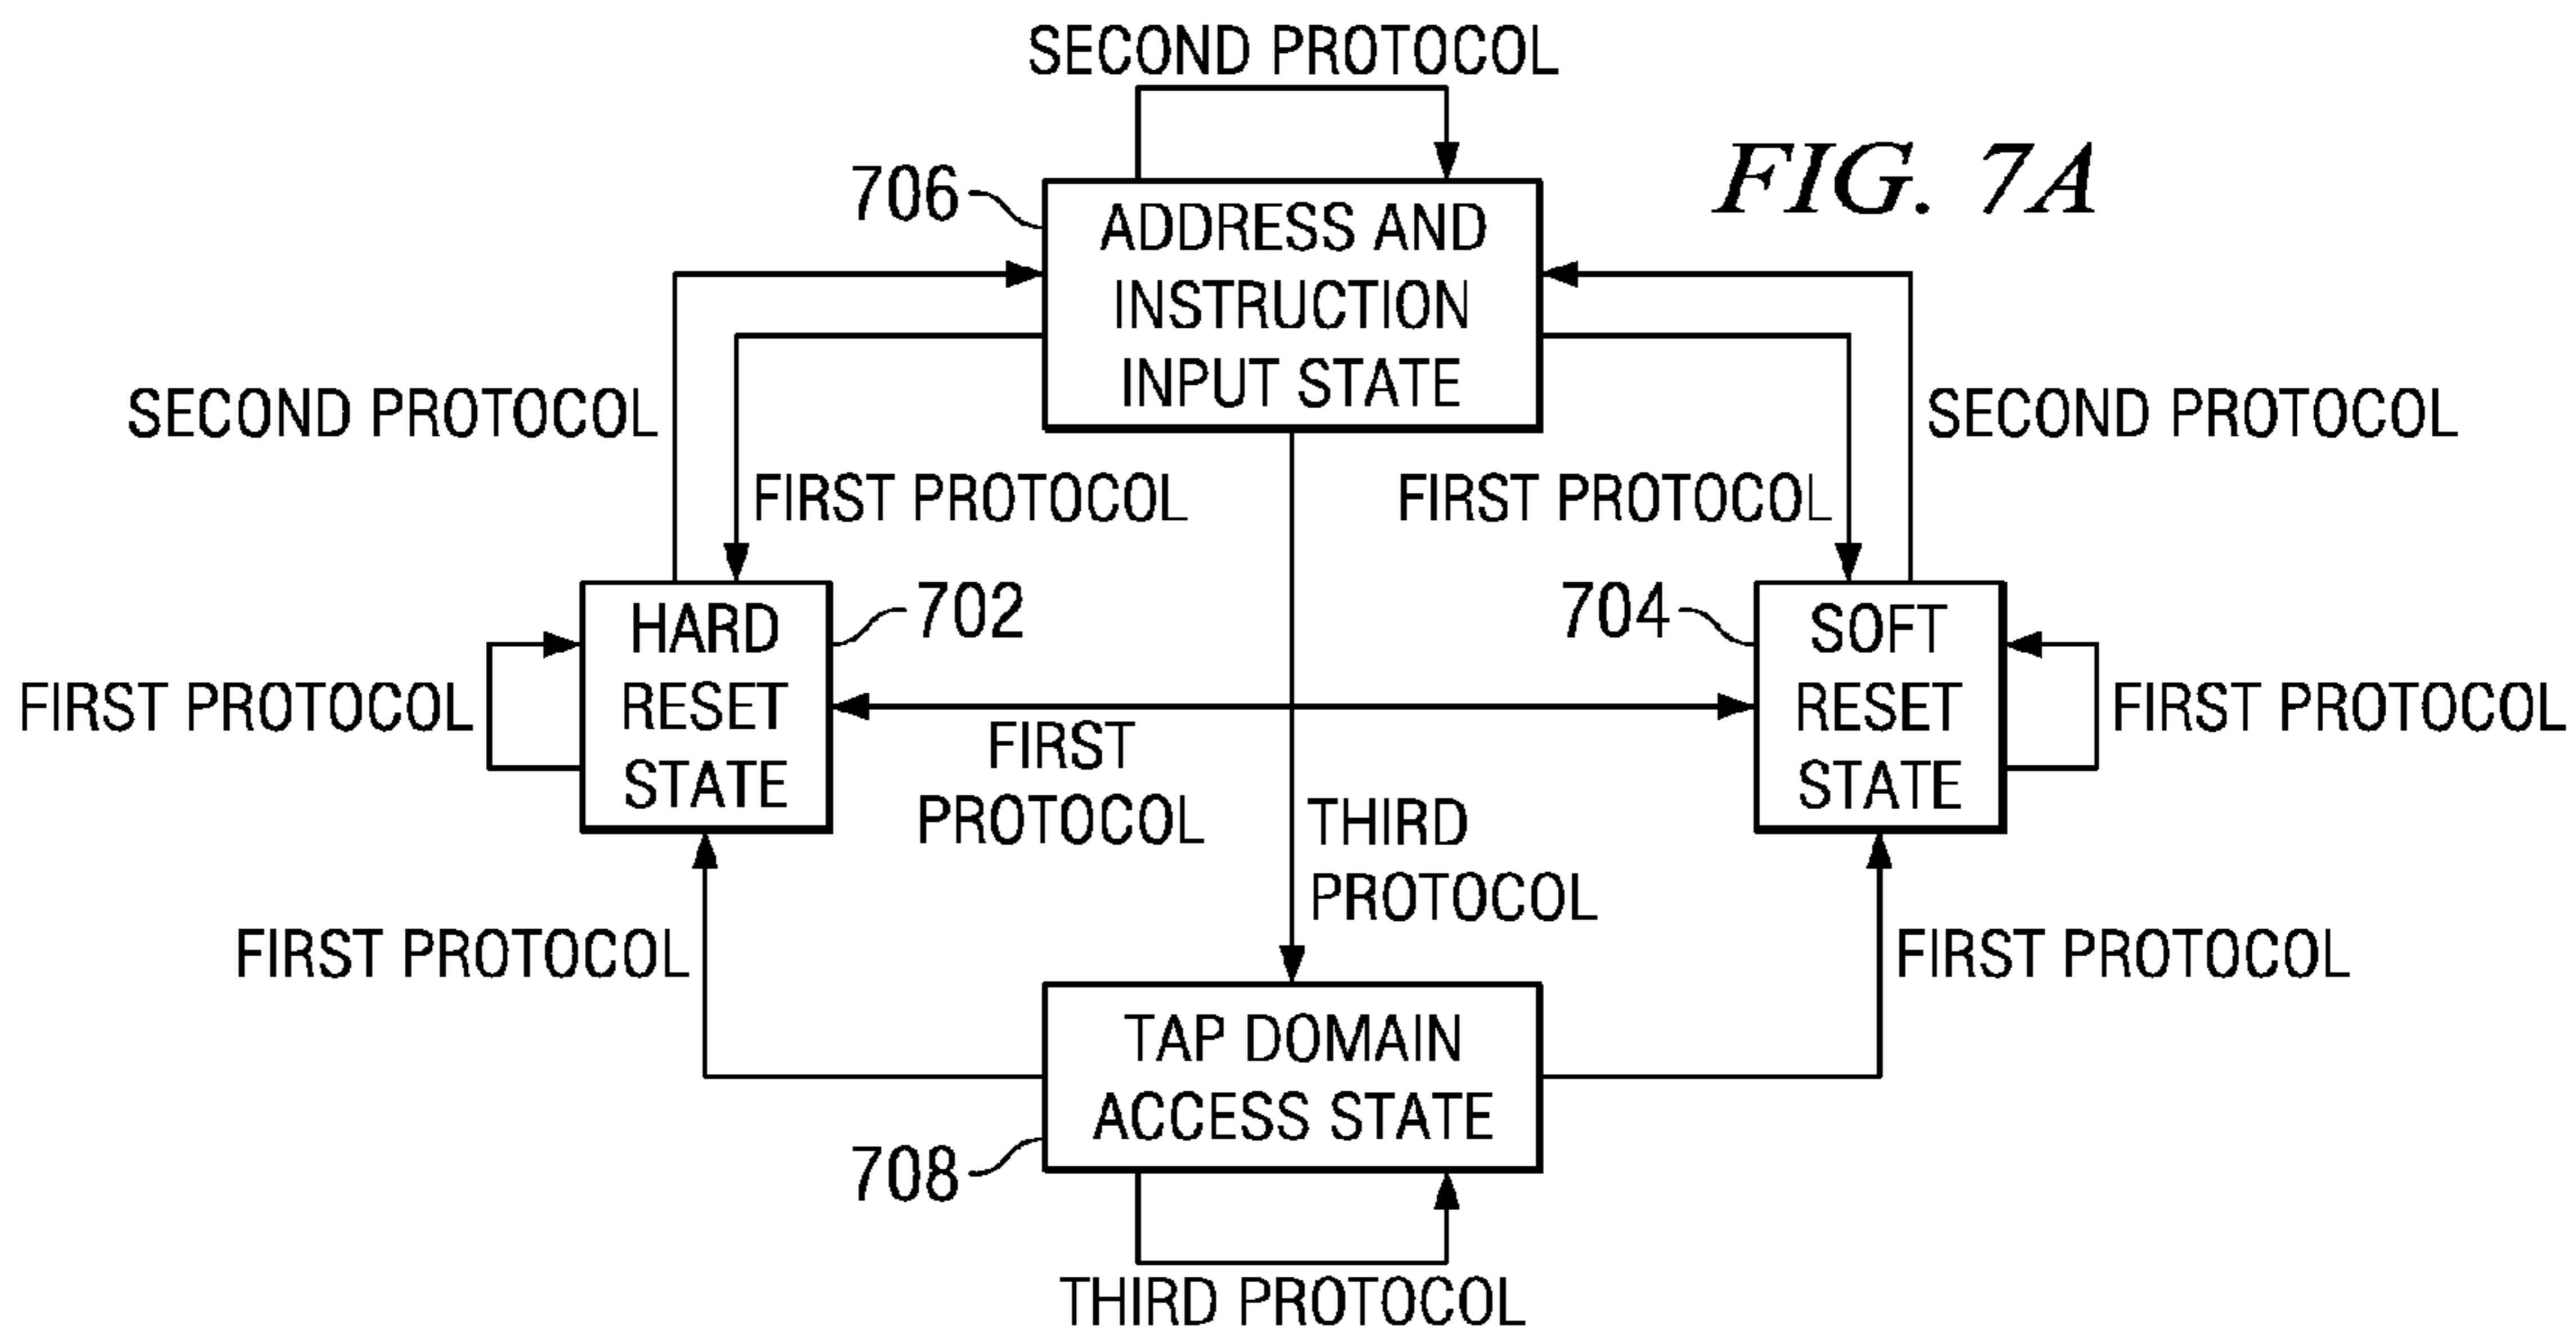 SECOND PROTOCOL
FIG. 7A
706
ADDRESS AND
INSTRUCTION
INPUT STATE
SECOND PROTOCOL
SECOND PROTOCOL
FIRST PROTOCOL
FIRST PROTOCOL
702
704
HARD
RESET
STATE
SOFT
RESET
STATE
FIRST PROTOCOL
FIRST PROTOCOL
FIRST
PROTOCOL
THIRD
PROTOCOL
FIRST PROTOCOL
FIRST PROTOCOL
TAP DOMAIN
ACCESS STATE
708
THIRD PROTOCOL